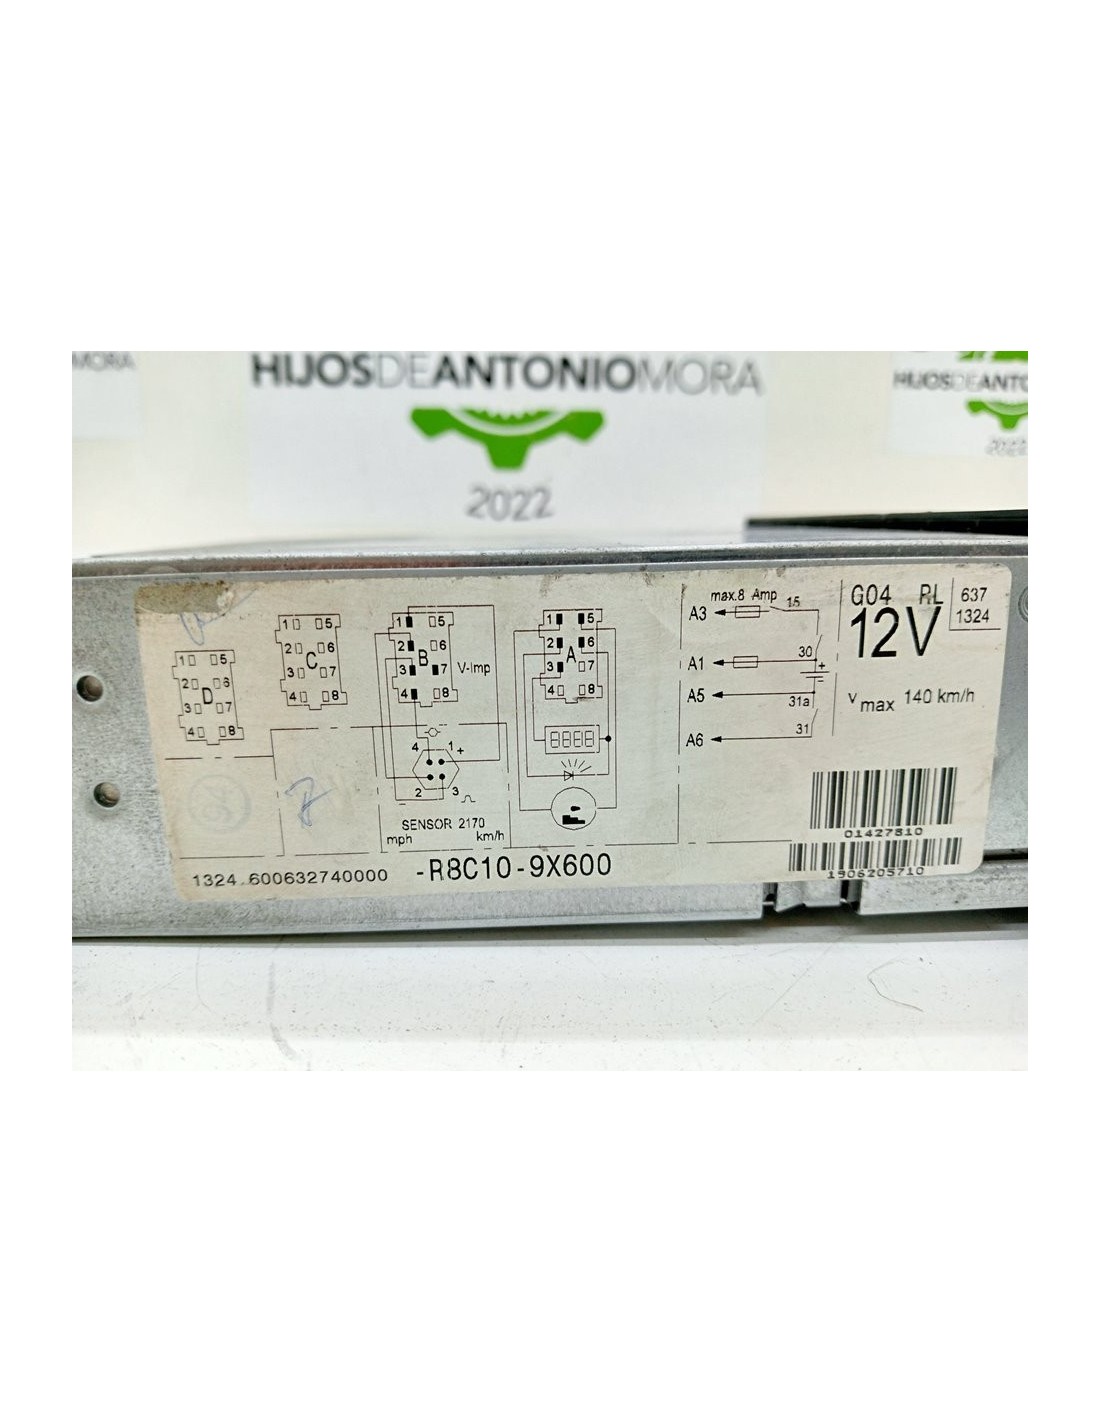 MORA
HIJOSDEANTONIOMORA
HIJOSDEANTO
2022
max.8 Amp
15
A3
30
A1
+
−
A5
31a
31
A6
G04 RL
637
1324
12V
v max 140 km/h
1 5
2 6
3 7
4 8
D
1 5
2 6
3 7
4 8
C
1 5
2 6
3 7
4 8
B
V-Imp
1 5
2 6
3 7
4 8
A
8888
4 1 +
2 3
−
SENSOR 2170
mph km/h
01427810
1906205710
1324.600632740000 -R8C10-9X600